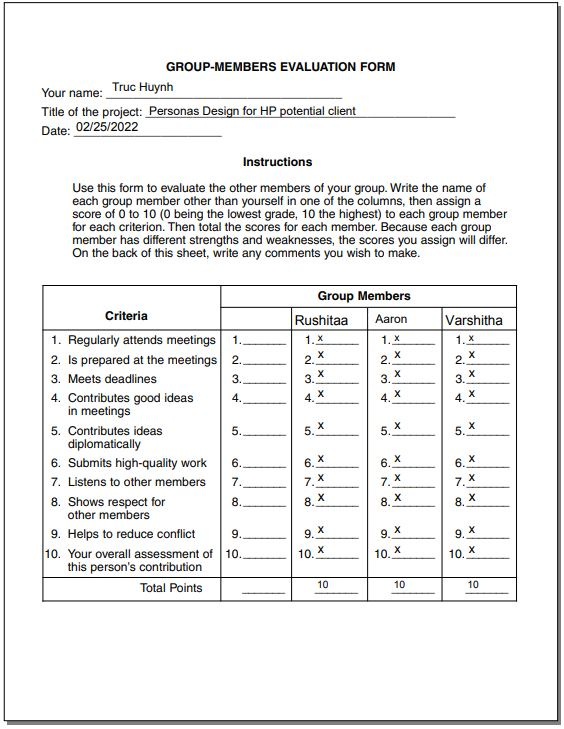 GROUP-MEMBERS EVALUATION FORM
Your name: Truc Huynh
Title of the project: Personas Design for HP potential client
Date: 02/25/2022
Instructions
Use this form to evaluate the other members of your group. Write the name of
each group member other than yourself in one of the columns, then assign a
score of 0 to 10 (0 being the lowest grade, 10 the highest) to each group member
for each criterion. Then total the scores for each member. Because each group
member has different strengths and weaknesses, the scores you assign will differ.
On the back of this sheet, write any comments you wish to make.
Group Members
Criteria Rushitaa Aaron Varshitha
1. Regularly attends meetings 1. 1. x 1. x 1. x
2. Is prepared at the meetings 2. 2. x 2. x 2. x
3. Meets deadlines 3. 3. x 3. x 3. x
4. Contributes good ideas 4. 4. x 4. x 4. x
in meetings
5. Contributes ideas 5. 5. x 5. x 5. x
diplomatically
6. Submits high-quality work 6. 6. x 6. x 6. x
7. Listens to other members 7. 7. x 7. x 7. x
8. Shows respect for 8. 8. x 8. x 8. x
other members
9. Helps to reduce conflict 9. 9. x 9. x 9. x
10. Your overall assessment of 10. 10. x 10. x 10. x
this person's contribution
Total Points 10 10 10